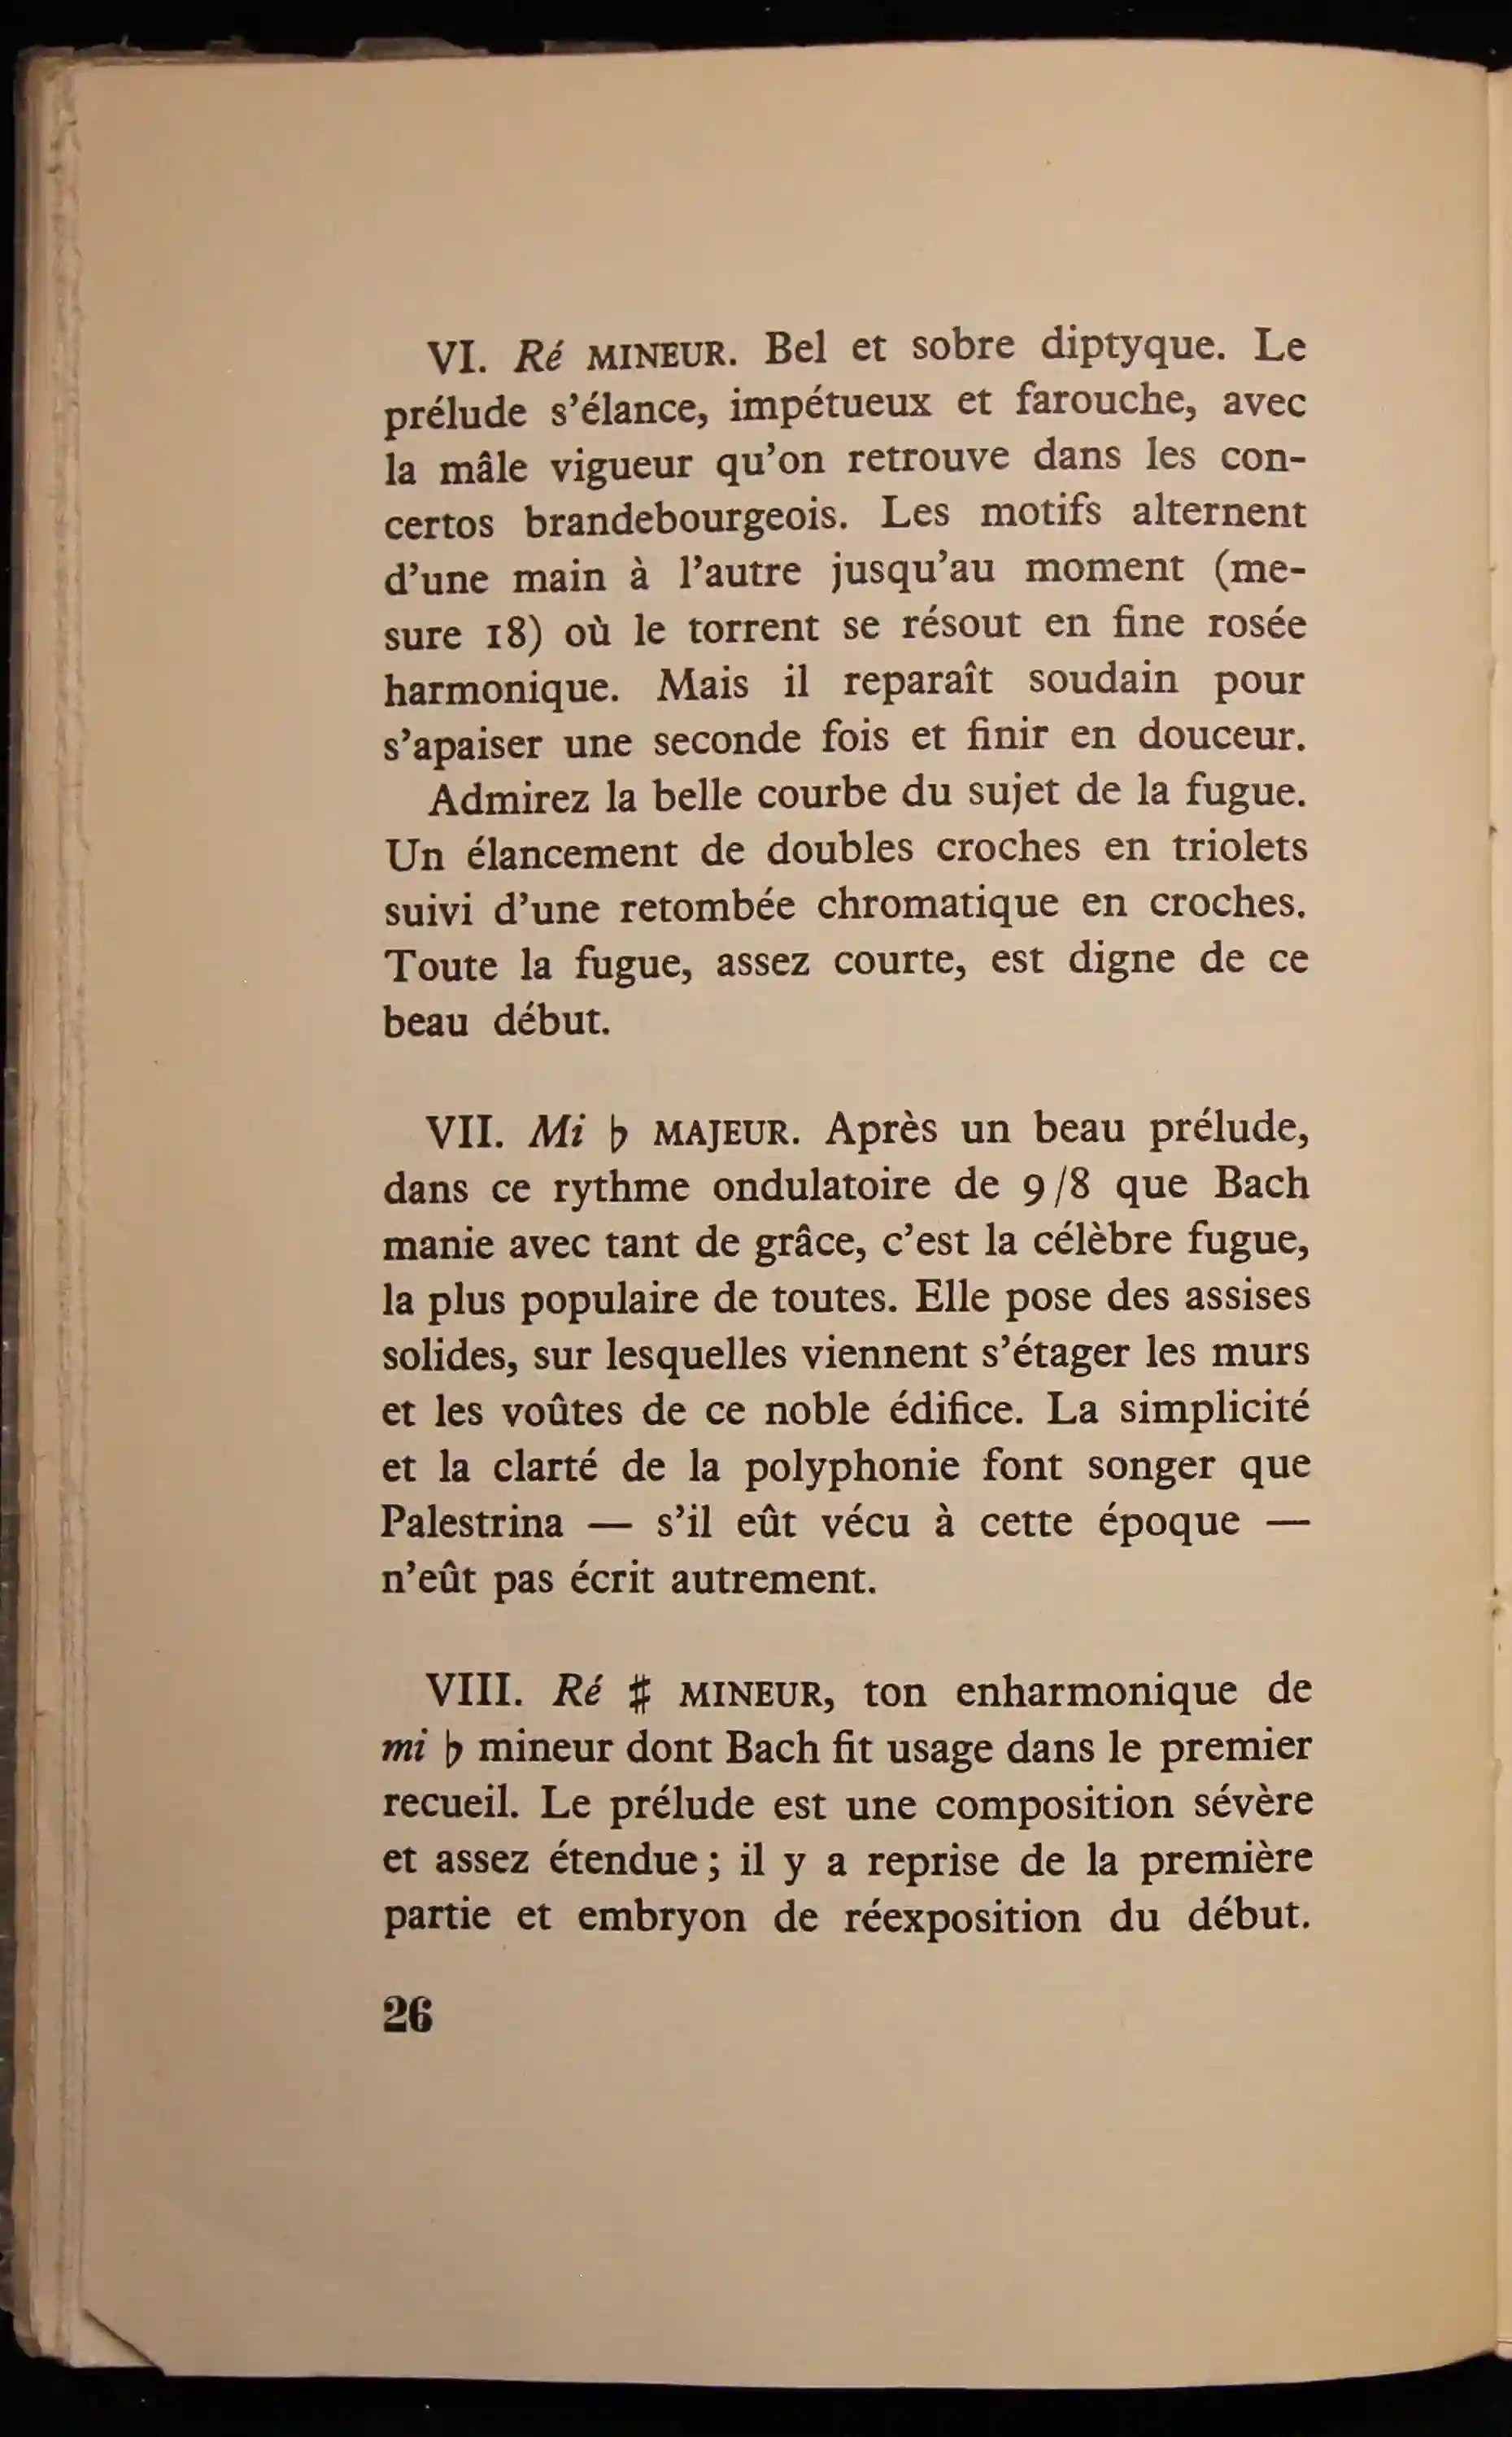 VI. Ré MINEUR. Bel et sobre diptyque. Le
prélude s’élance, impétueux et farouche, avec
la mâle vigueur qu’on retrouve dans les con-
certos brandebourgeois. Les motifs alternent
d’une main à l’autre jusqu’au moment (me-
sure 18) où le torrent se résout en fine rosée
harmonique. Mais il reparaît soudain pour
s’apaiser une seconde fois et finir en douceur.
Admirez la belle courbe du sujet de la fugue.
Un élancement de doubles croches en triolets
suivi d’une retombée chromatique en croches.
Toute la fugue, assez courte, est digne de ce
beau début.
VII. Mi ♭ MAJEUR. Après un beau prélude,
dans ce rythme ondulatoire de 9/8 que Bach
manie avec tant de grâce, c’est la célèbre fugue,
la plus populaire de toutes. Elle pose des assises
solides, sur lesquelles viennent s’étager les murs
et les voûtes de ce noble édifice. La simplicité
et la clarté de la polyphonie font songer que
Palestrina — s’il eût vécu à cette époque —
n’eût pas écrit autrement.
VIII. Ré ♯ MINEUR, ton enharmonique de
mi ♭ mineur dont Bach fit usage dans le premier
recueil. Le prélude est une composition sévère
et assez étendue ; il y a reprise de la première
partie et embryon de réexposition du début.
26